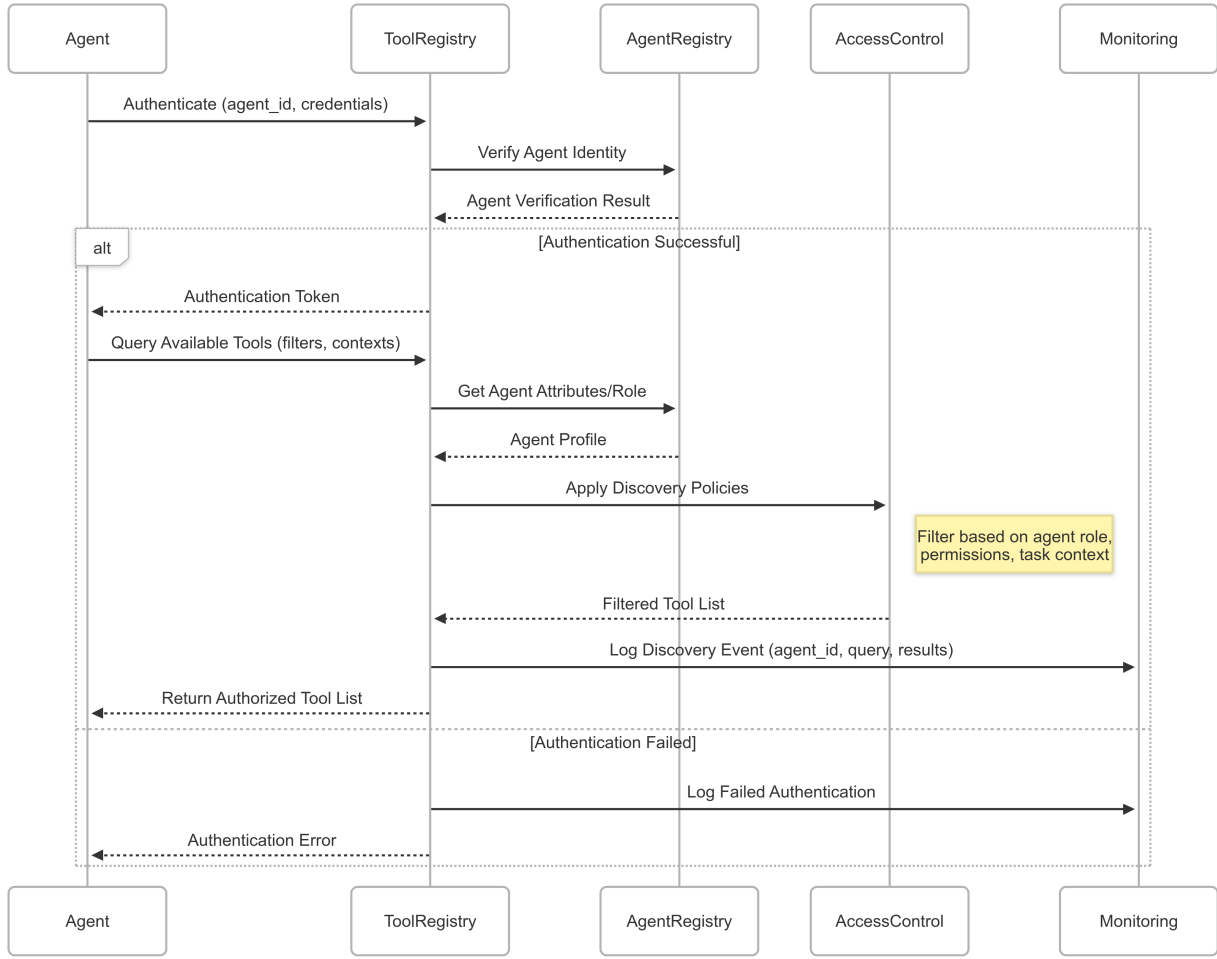 Agent
ToolRegistry
AgentRegistry
AccessControl
Monitoring
Authenticate (agent_id, credentials)
Verify Agent Identity
Agent Verification Result
alt
[Authentication Successful]
Authentication Token
Query Available Tools (filters, contexts)
Get Agent Attributes/Role
Agent Profile
Apply Discovery Policies
Filter based on agent role,
permissions, task context
Filtered Tool List
Log Discovery Event (agent_id, query, results)
Return Authorized Tool List
[Authentication Failed]
Log Failed Authentication
Authentication Error
Agent
ToolRegistry
AgentRegistry
AccessControl
Monitoring